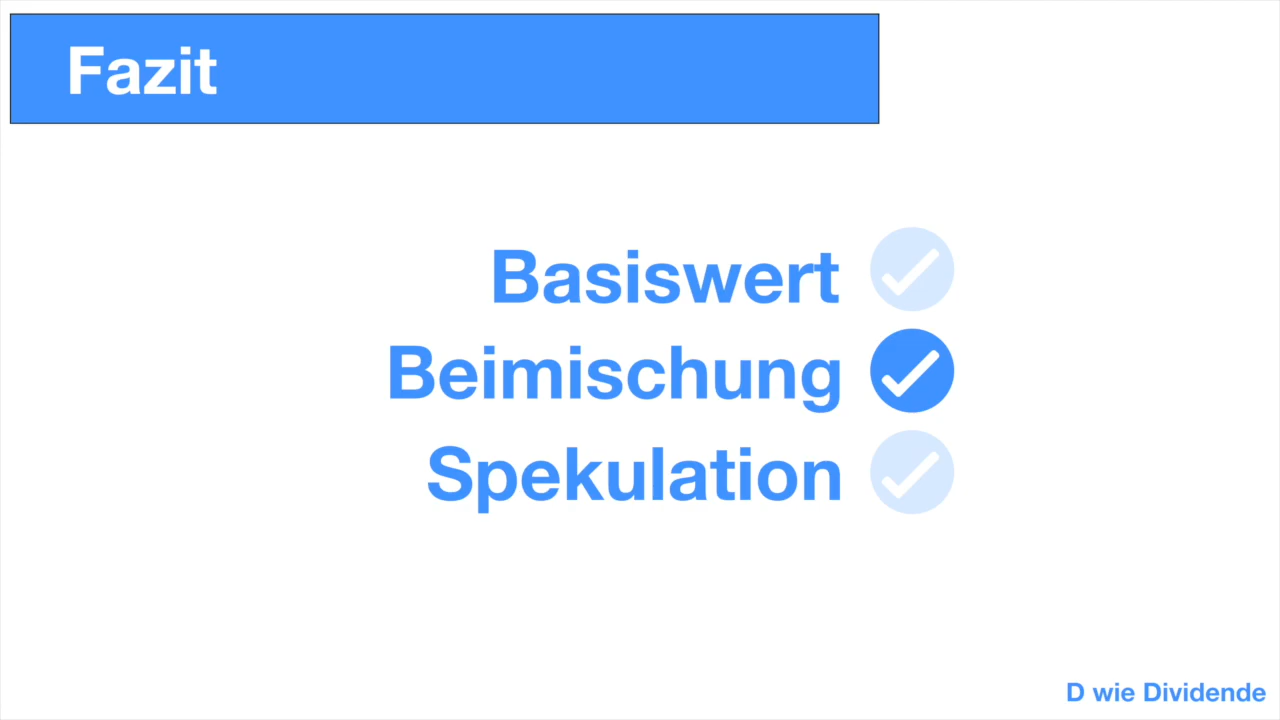 Fazit
Basiswert
Beimischung
Spekulation
D wie Dividende